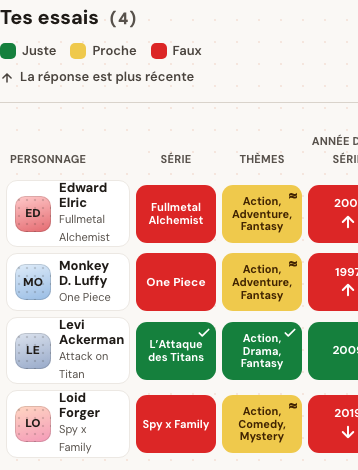 Tes essais (4)
Juste Proche Faux
↑ La réponse est plus récente
PERSONNAGE SÉRIE THÈMES ANNÉE D
SÉRI
ED Edward
Elric
Fullmetal
Alchemist
Fullmetal
Alchemist
Action,
Adventure,
Fantasy
≈
200
↑
MO Monkey
D. Luffy
One Piece
One Piece
Action,
Adventure,
Fantasy
≈
1997
↑
LE Levi
Ackerman
Attack on
Titan
L'Attaque
des Titans
Action,
Drama,
Fantasy
2009
LO Loid
Forger
Spy x
Family
Spy x Family
Action,
Comedy,
Mystery
≈
2019
↓